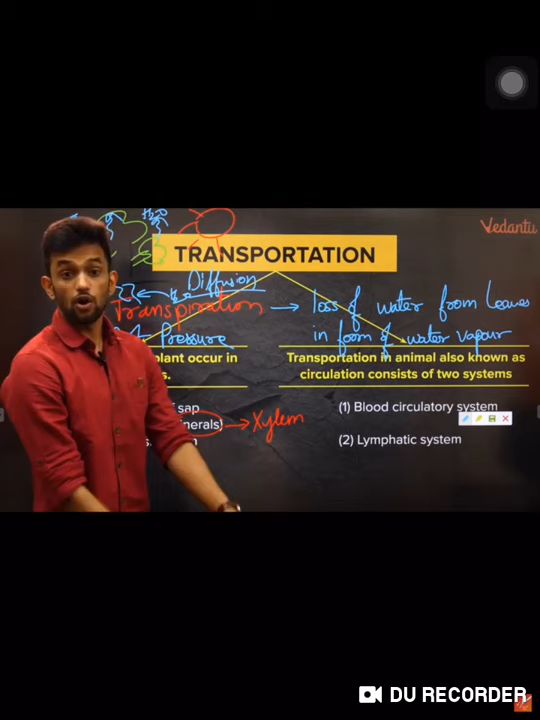 H₂O
Vedantu
TRANSPORTATION
Diffusion
Transpiration → loss of water from leaves
Pressure
in form of water vapour
plant occur in
Transportation in animal also known as
circulation consists of two systems
sap
(1) Blood circulatory system
nerals) → Xylem
(2) Lymphatic system
DU RECORDER